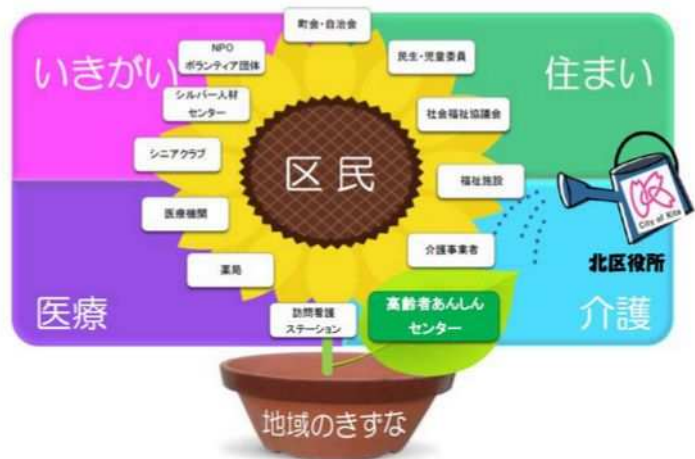 町会・自治会
NPO
ボランティア団体
民生・児童委員
いきがい
住まい
シルバー人材
センター
社会福祉協議会
区民
シニアクラブ
福祉施設
City of Kita
医療機関
介護事業者
北区役所
薬局
高齢者あんしん
センター
医療
訪問看護
ステーション
介護
地域のきずな